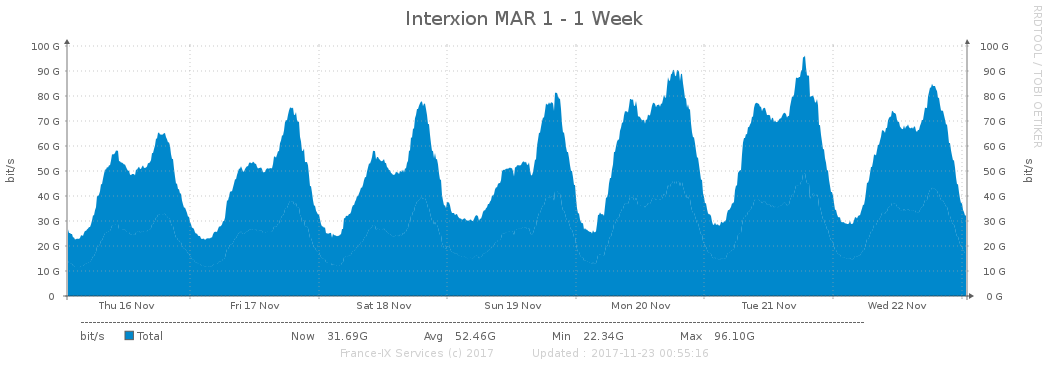 Interxion MAR 1 - 1 Week
RRDTOOL / TOBI OETIKER
bit/s
100 G
90 G
80 G
70 G
60 G
50 G
40 G
30 G
20 G
10 G
0
100 G
90 G
80 G
70 G
60 G
50 G
40 G
30 G
20 G
10 G
0 G
bit/s
Thu 16 Nov Fri 17 Nov Sat 18 Nov Sun 19 Nov Mon 20 Nov Tue 21 Nov Wed 22 Nov
bit/s Total Now 31.69G Avg 52.46G Min 22.34G Max 96.10G
France-IX Services (c) 2017 Updated : 2017-11-23 00:55:16